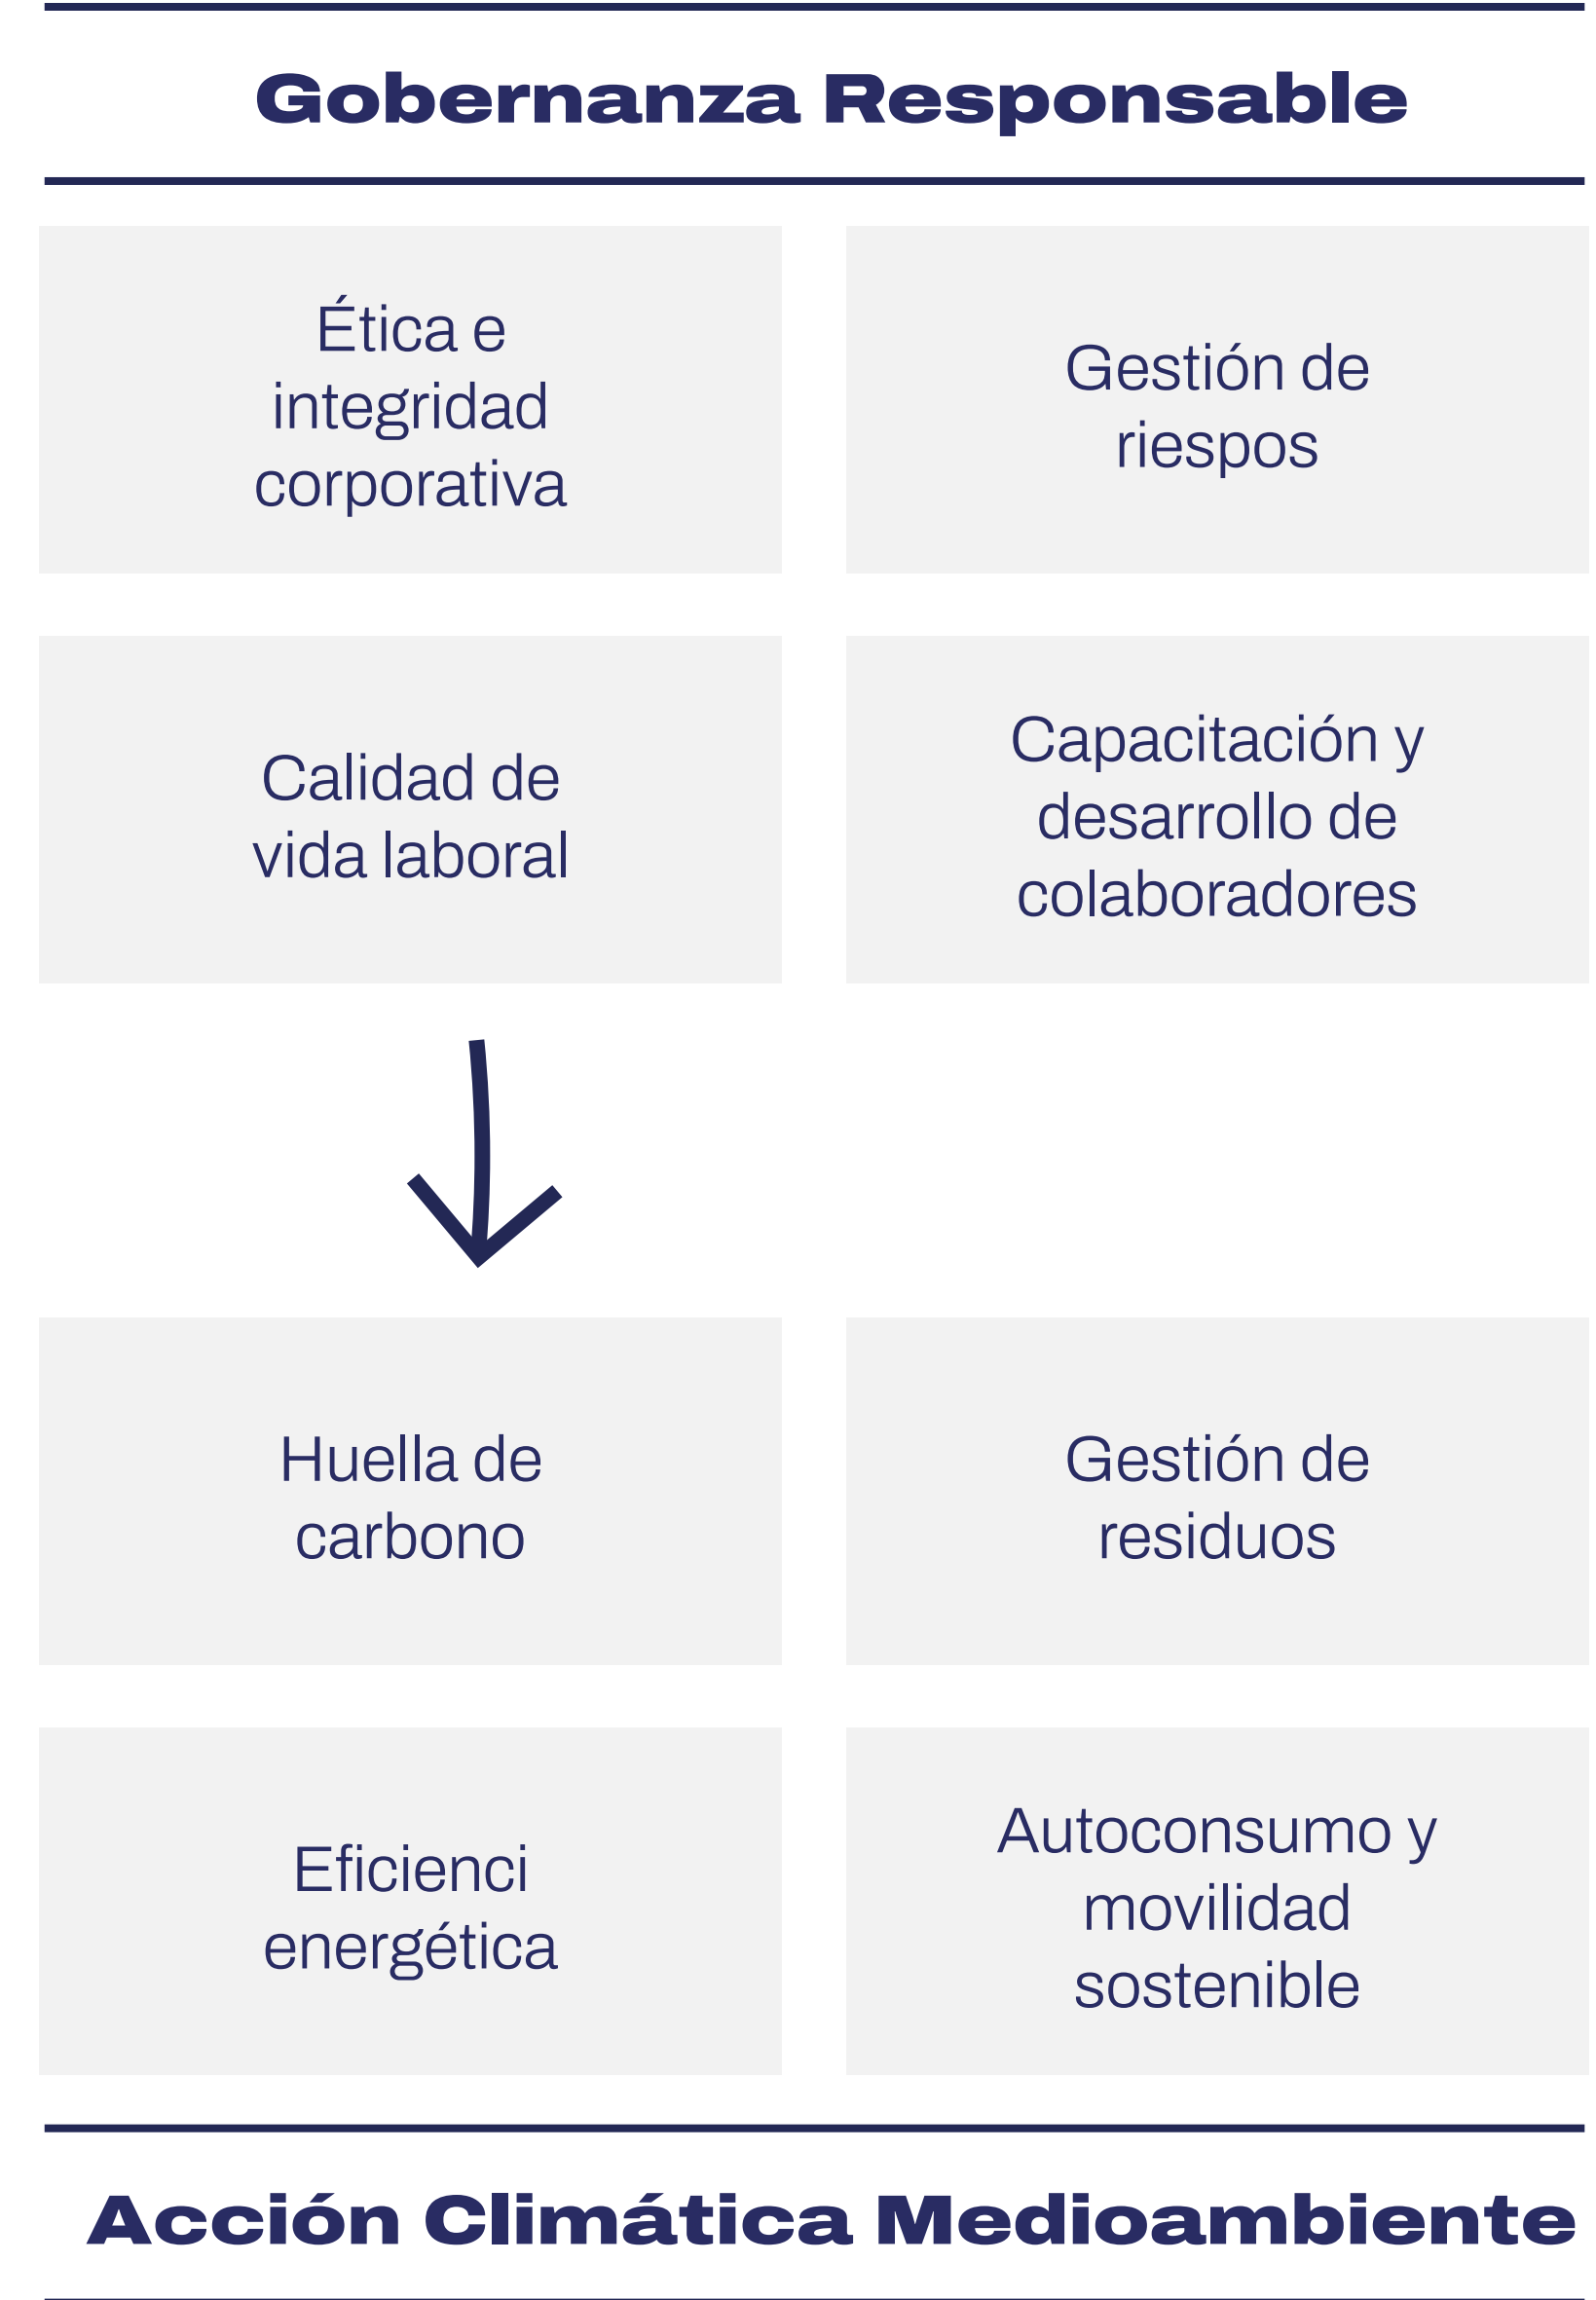 Gobernanza Responsable
Ética e
integridad
corporativa
Gestión de
riespos
Calidad de
vida laboral
Capacitación y
desarrollo de
colaboradores
Huella de
carbono
Gestión de
residuos
Eficienci
energética
Autoconsumo y
movilidad
sostenible
Acción Climática Medioambiente